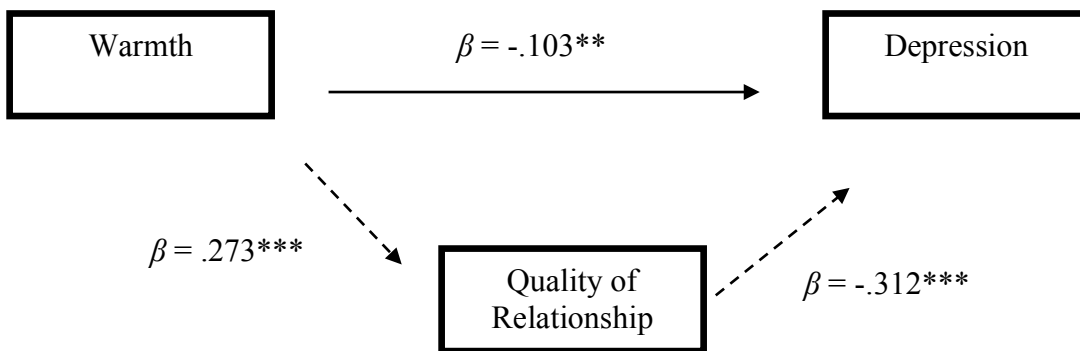 Warmth
β = -.103**
Depression
β = .273***
Quality of
Relationship
β = -.312***